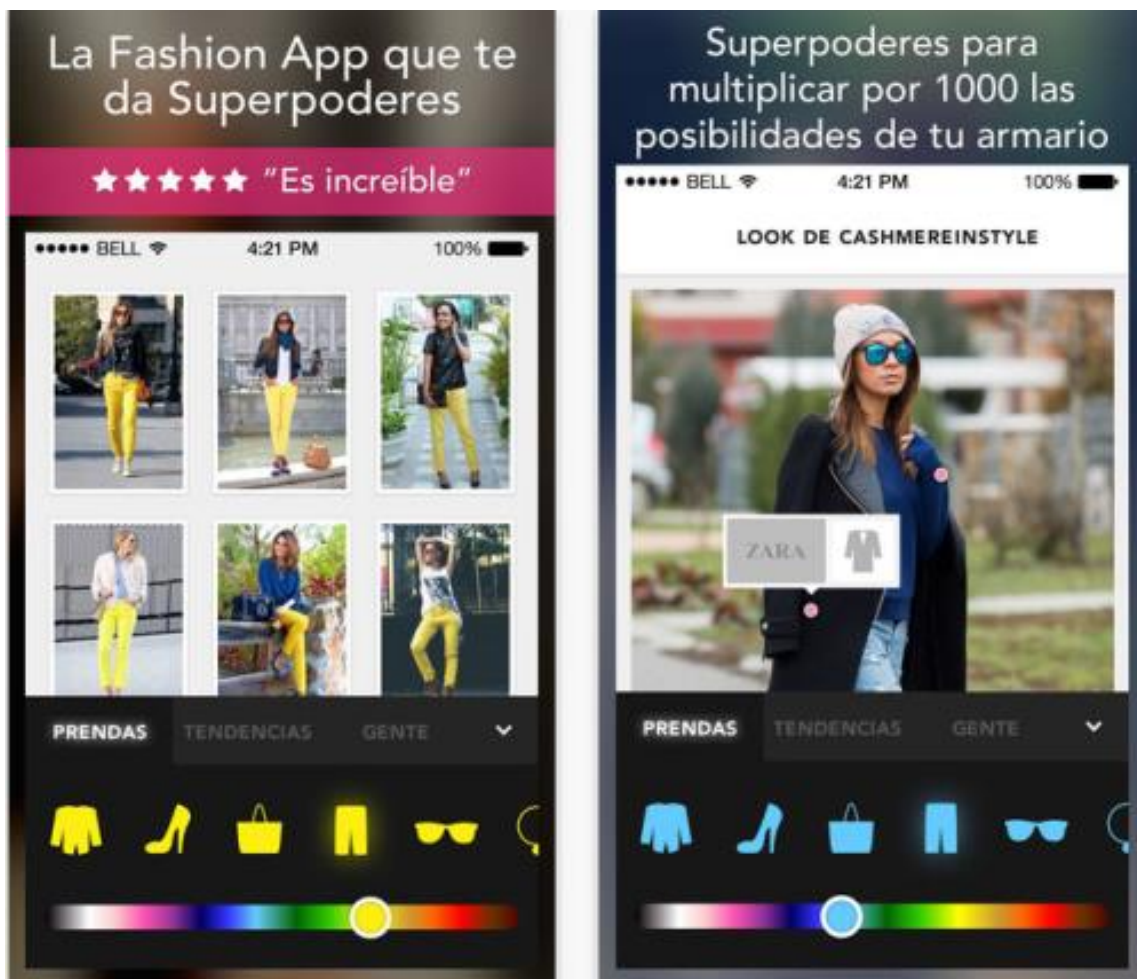 La Fashion App que te
da Superpoderes
★★★★★ "Es increíble"
●●●●● BELL 4:21 PM 100%
PRENDAS TENDENCIAS GENTE
Superpoderes para
multiplicar por 1000 las
posibilidades de tu armario
●●●●● BELL 4:21 PM 100%
LOOK DE CASHMEREINSTYLE
ZARA
PRENDAS TENDENCIAS GENTE